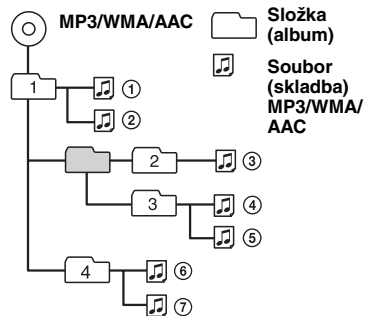 MP3/WMA/AAC
Složka
(album)
Soubor
(skladba)
MP3/WMA/
AAC
1
①
②
2
③
3
④
⑤
4
⑥
⑦